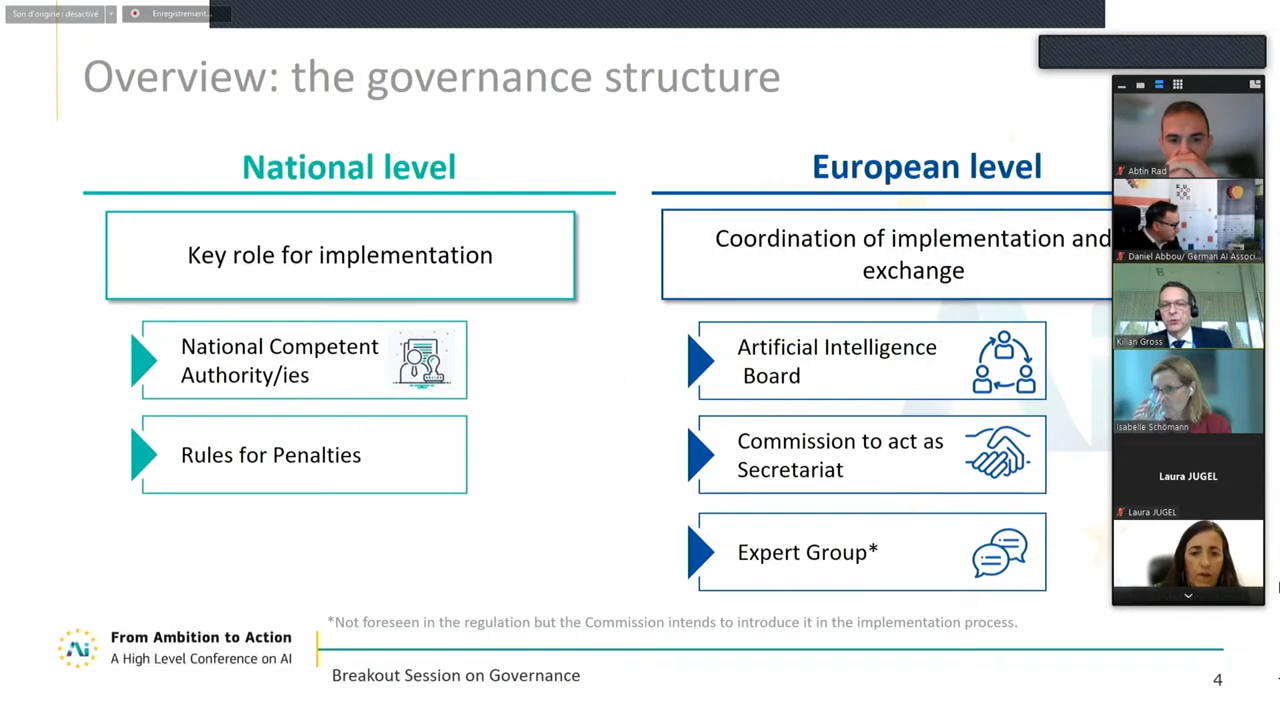 Son d'origine : désactivé
Enregistrement...
Overview: the governance structure
National level
Key role for implementation
National Competent
Authority/ies
Rules for Penalties
European level
Coordination of implementation and
exchange
Artificial Intelligence
Board
Commission to act as
Secretariat
Expert Group*
*Not foreseen in the regulation but the Commission intends to introduce it in the implementation process.
From Ambition to Action
A High Level Conference on AI
Breakout Session on Governance
4
Abtin Rad
Daniel Abbou/ German AI Associ...
Kilian Gross
Isabelle Schömann
Laura JUGEL
Laura JUGEL